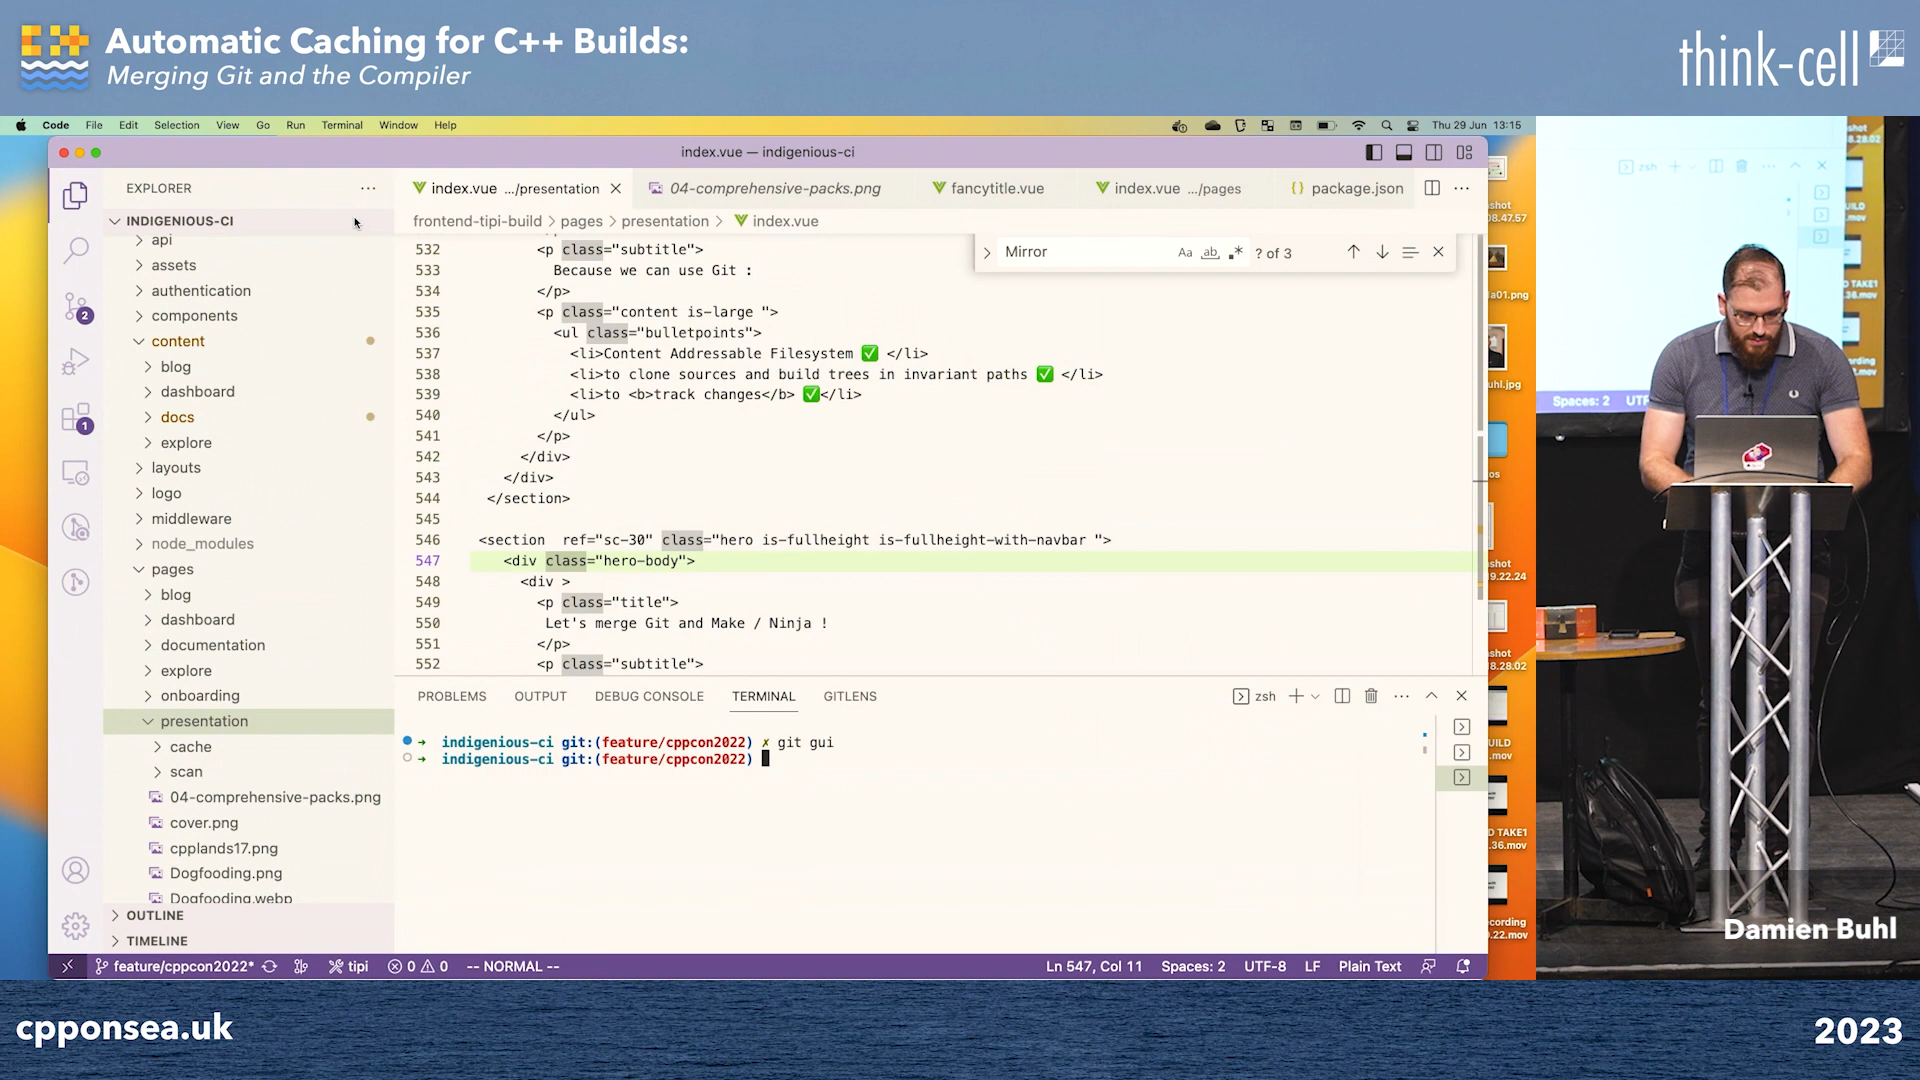 Automatic Caching for C++ Builds:
Merging Git and the Compiler
think-cell
Code File Edit Selection View Go Run Terminal Window Help
Thu 29 Jun 13:15
index.vue — indigenious-ci
EXPLORER
INDIGENIOUS-CI
api
assets
authentication
components
content
blog
dashboard
docs
explore
layouts
logo
middleware
node_modules
pages
blog
dashboard
documentation
explore
onboarding
presentation
cache
scan
04-comprehensive-packs.png
cover.png
cpplands17.png
Dogfooding.png
Dogfooding.webp
OUTLINE
TIMELINE
2
1
index.vue .../presentation
04-comprehensive-packs.png
fancytitle.vue
index.vue .../pages
package.json
frontend-tipi-build > pages > presentation > index.vue
Mirror
Aa ab
? of 3
532 <p class="subtitle">
533 Because we can use Git :
534 </p>
535 <p class="content is-large ">
536 <ul class="bulletpoints">
537 <li>Content Addressable Filesystem ✅ </li>
538 <li>to clone sources and build trees in invariant paths ✅ </li>
539 <li>to <b>track changes</b> ✅</li>
540 </ul>
541 </p>
542 </div>
543 </div>
544 </section>
545
546 <section  ref="sc-30" class="hero is-fullheight is-fullheight-with-navbar ">
547 <div class="hero-body">
548 <div >
549 <p class="title">
550 Let's merge Git and Make / Ninja !
551 </p>
552 <p class="subtitle">
PROBLEMS OUTPUT DEBUG CONSOLE TERMINAL GITLENS
zsh
→ indigenious-ci git:(feature/cppcon2022) ✗ git gui
→ indigenious-ci git:(feature/cppcon2022)
feature/cppcon2022* tipi 0 0 -- NORMAL --
Ln 547, Col 11 Spaces: 2 UTF-8 LF Plain Text
zsh
Spaces: 2
Damien Buhl
cpponsea.uk
2023